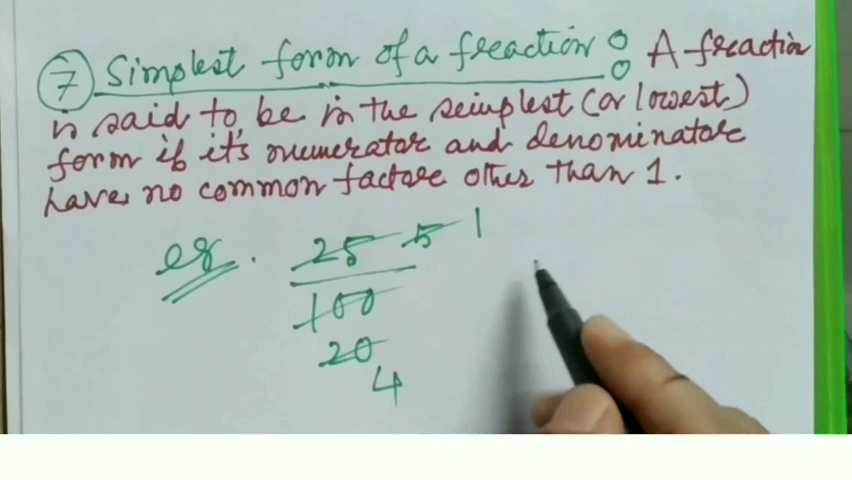 7 Simplest form of a fraction : A fraction
is said to be in the simplest (or lowest)
form if it's numerator and denominator
have no common factor other than 1.
eg. 25 5 1
100
20
4